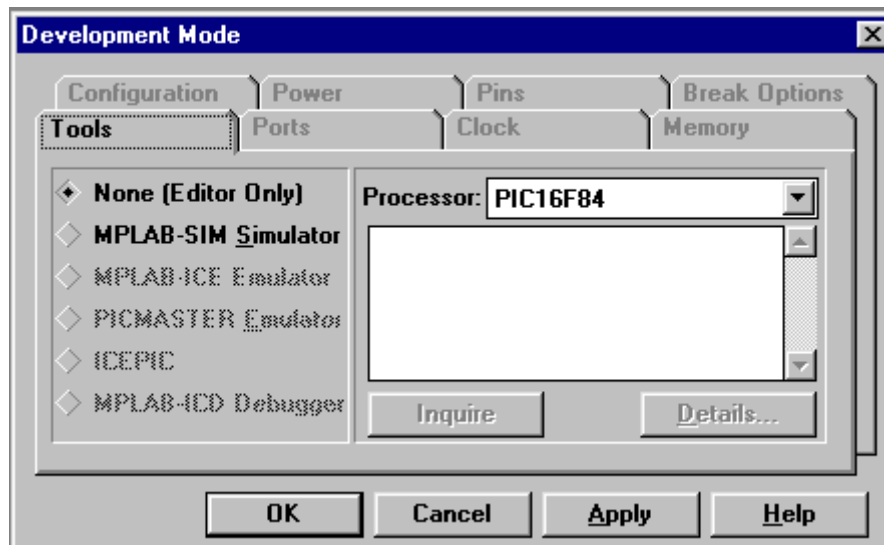 Development Mode
Configuration Power Pins Break Options
Tools Ports Clock Memory
None (Editor Only)
MPLAB-SIM Simulator
MPLAB-ICE Emulator
PICMASTER Emulator
ICEPIC
MPLAB-ICD Debugger
Processor: PIC16F84
Inquire Details...
OK Cancel Apply Help